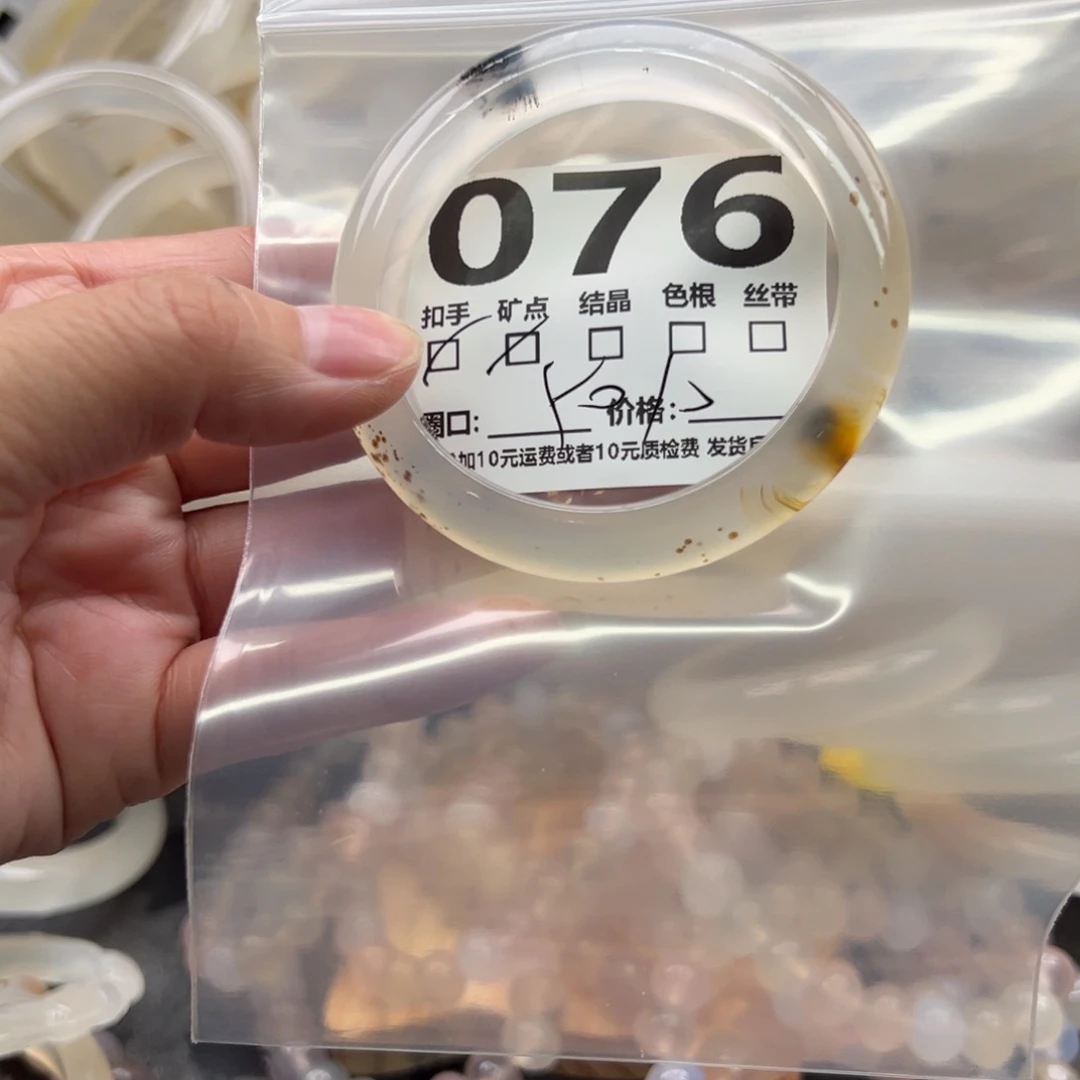 076
扣手 矿点 结晶 色根 丝带
圈口: 价格:
加10元运费或者10元质检费 发货